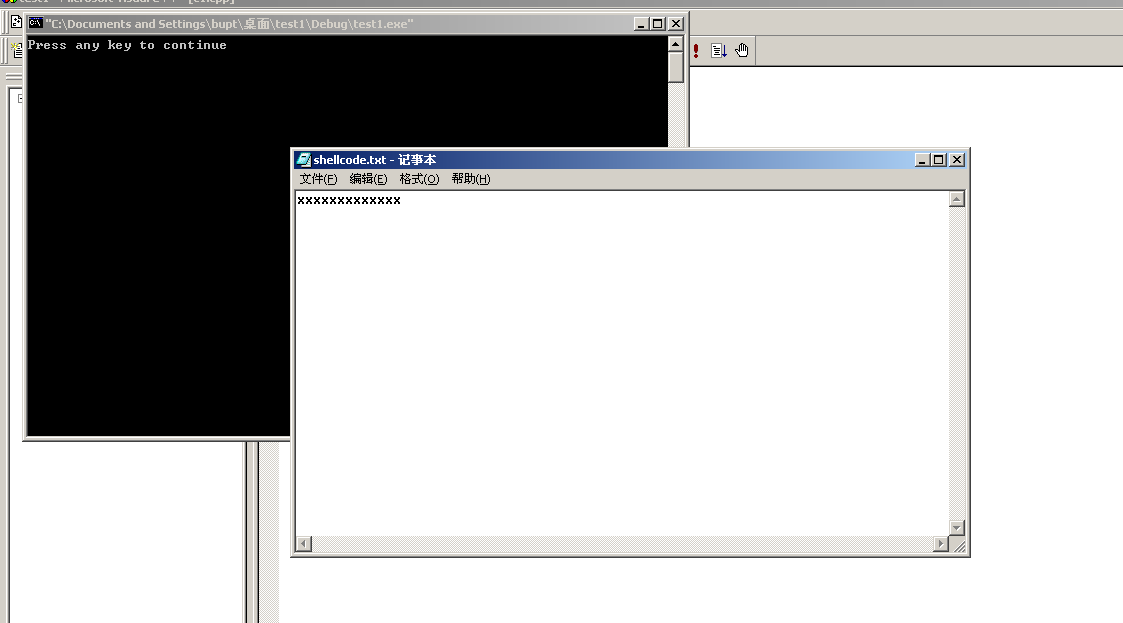 "C:\Documents and Settings\bupt\桌面\test1\Debug\test1.exe"
Press any key to continue
shellcode.txt - 记事本
文件(F) 编辑(E) 格式(O) 帮助(H)
xxxxxxxxxxxxx